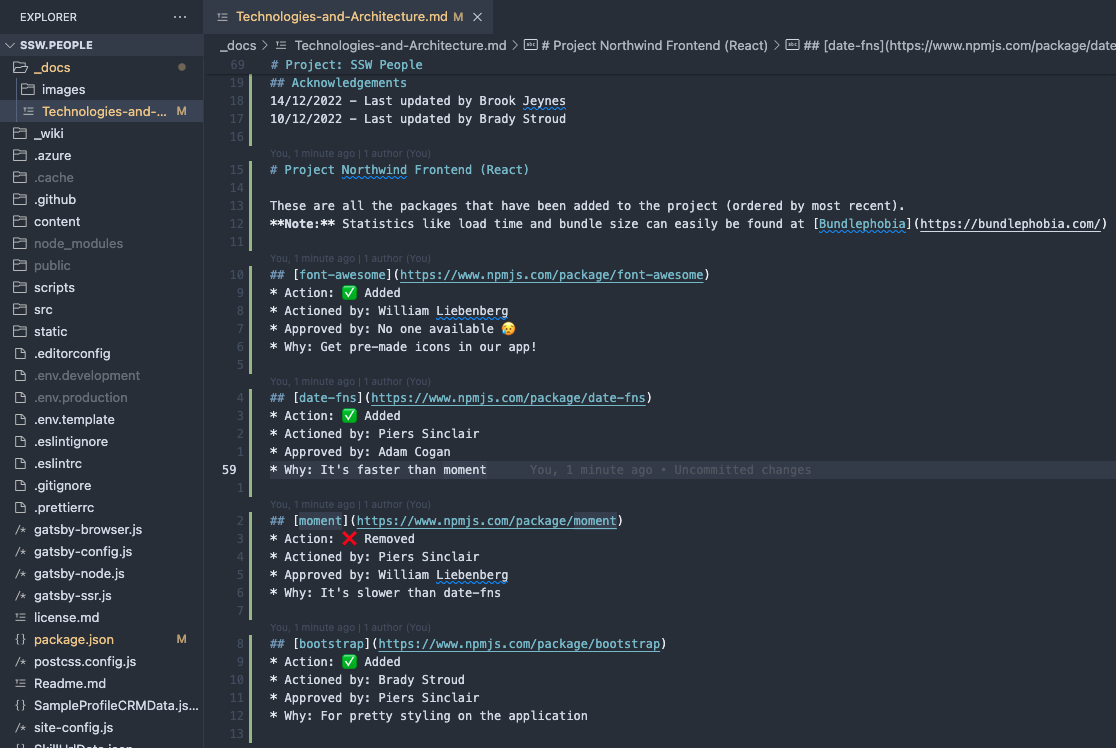 EXPLORER
SSW.PEOPLE
_docs
images
Technologies-and-... M
_wiki
.azure
.cache
.github
content
node_modules
public
scripts
src
static
.editorconfig
.env.development
.env.production
.env.template
.eslintignore
.eslintrc
.gitignore
.prettierrc
gatsby-browser.js
gatsby-config.js
gatsby-node.js
gatsby-ssr.js
license.md
package.json M
postcss.config.js
Readme.md
SampleProfileCRMData.js...
site-config.js
SkillUrlData.json
Technologies-and-Architecture.md M
_docs > Technologies-and-Architecture.md > # Project Northwind Frontend (React) > ## [date-fns](https://www.npmjs.com/package/date
69 # Project: SSW People
19 ## Acknowledgements
18 14/12/2022 – Last updated by Brook Jeynes
17 10/12/2022 – Last updated by Brady Stroud
16
You, 1 minute ago | 1 author (You)
15 # Project Northwind Frontend (React)
14
13 These are all the packages that have been added to the project (ordered by most recent).
12 **Note:** Statistics like load time and bundle size can easily be found at [Bundlephobia](https://bundlephobia.com/)
11
You, 1 minute ago | 1 author (You)
10 ## [font-awesome](https://www.npmjs.com/package/font-awesome)
9 * Action: ✅ Added
8 * Actioned by: William Liebenberg
7 * Approved by: No one available 😥
6 * Why: Get pre-made icons in our app!
5
You, 1 minute ago | 1 author (You)
4 ## [date-fns](https://www.npmjs.com/package/date-fns)
3 * Action: ✅ Added
2 * Actioned by: Piers Sinclair
1 * Approved by: Adam Cogan
59 * Why: It's faster than moment You, 1 minute ago • Uncommitted changes
1
You, 1 minute ago | 1 author (You)
2 ## [moment](https://www.npmjs.com/package/moment)
3 * Action: ❌ Removed
4 * Actioned by: Piers Sinclair
5 * Approved by: William Liebenberg
6 * Why: It's slower than date-fns
7
You, 1 minute ago | 1 author (You)
8 ## [bootstrap](https://www.npmjs.com/package/bootstrap)
9 * Action: ✅ Added
10 * Actioned by: Brady Stroud
11 * Approved by: Piers Sinclair
12 * Why: For pretty styling on the application
13